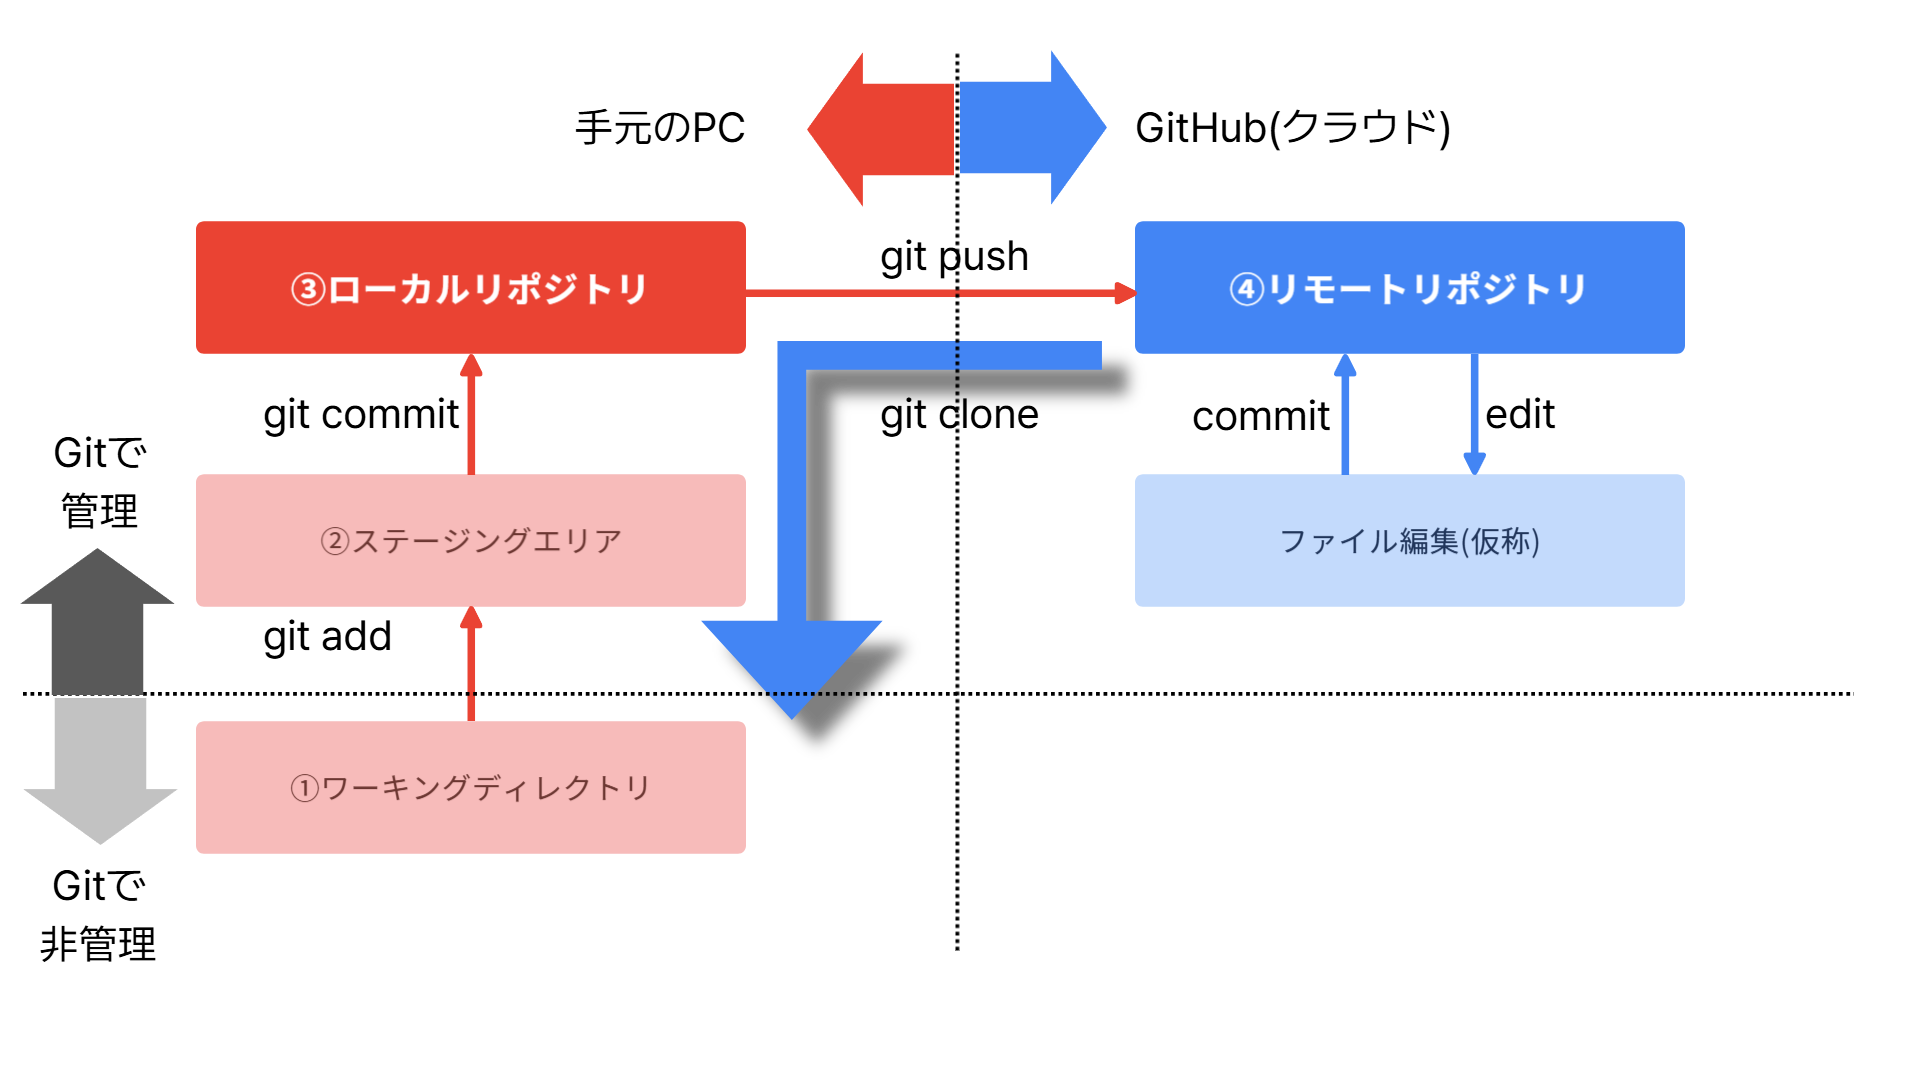 手元のPC
GitHub(クラウド)
git push
③ローカルリポジトリ
④リモートリポジトリ
git commit
git clone
commit
edit
Gitで
管理
②ステージングエリア
ファイル編集(仮称)
git add
①ワーキングディレクトリ
Gitで
非管理